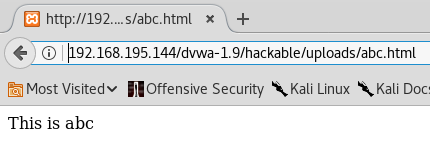 http://192....s/abc.html
192.168.195.144/dvwa-1.9/hackable/uploads/abc.html
Most Visited Offensive Security Kali Linux Kali Docs
This is abc